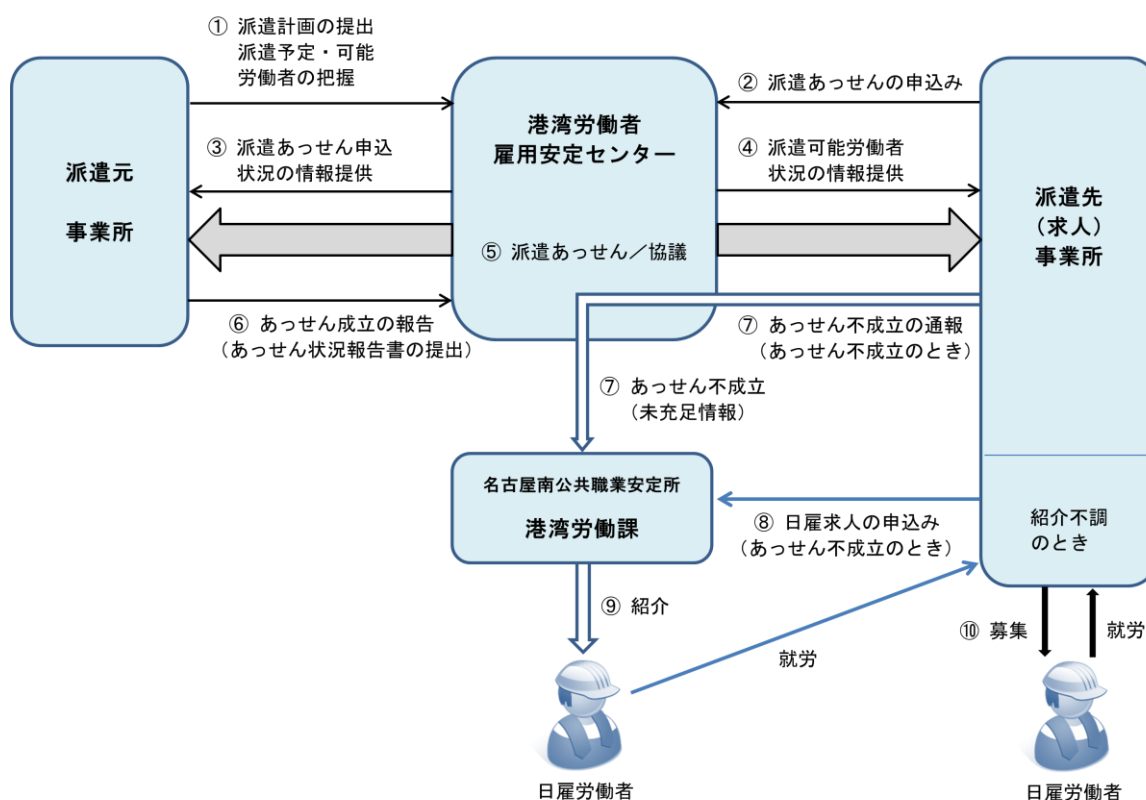 ① 派遣計画の提出
派遣予定・可能
労働者の把握
② 派遣あっせんの申込み
港湾労働者
雇用安定センター
③ 派遣あっせん申込
状況の情報提供
④ 派遣可能労働者
状況の情報提供
派遣元
事業所
派遣先
（求人）
事業所
⑤ 派遣あっせん／協議
⑥ あっせん成立の報告
（あっせん状況報告書の提出）
⑦ あっせん不成立の通報
（あっせん不成立のとき）
⑦ あっせん不成立
（未充足情報）
名古屋南公共職業安定所
港湾労働課
⑧ 日雇求人の申込み
（あっせん不成立のとき）
紹介不調
のとき
⑨ 紹介
就労
⑩ 募集
就労
日雇労働者
日雇労働者